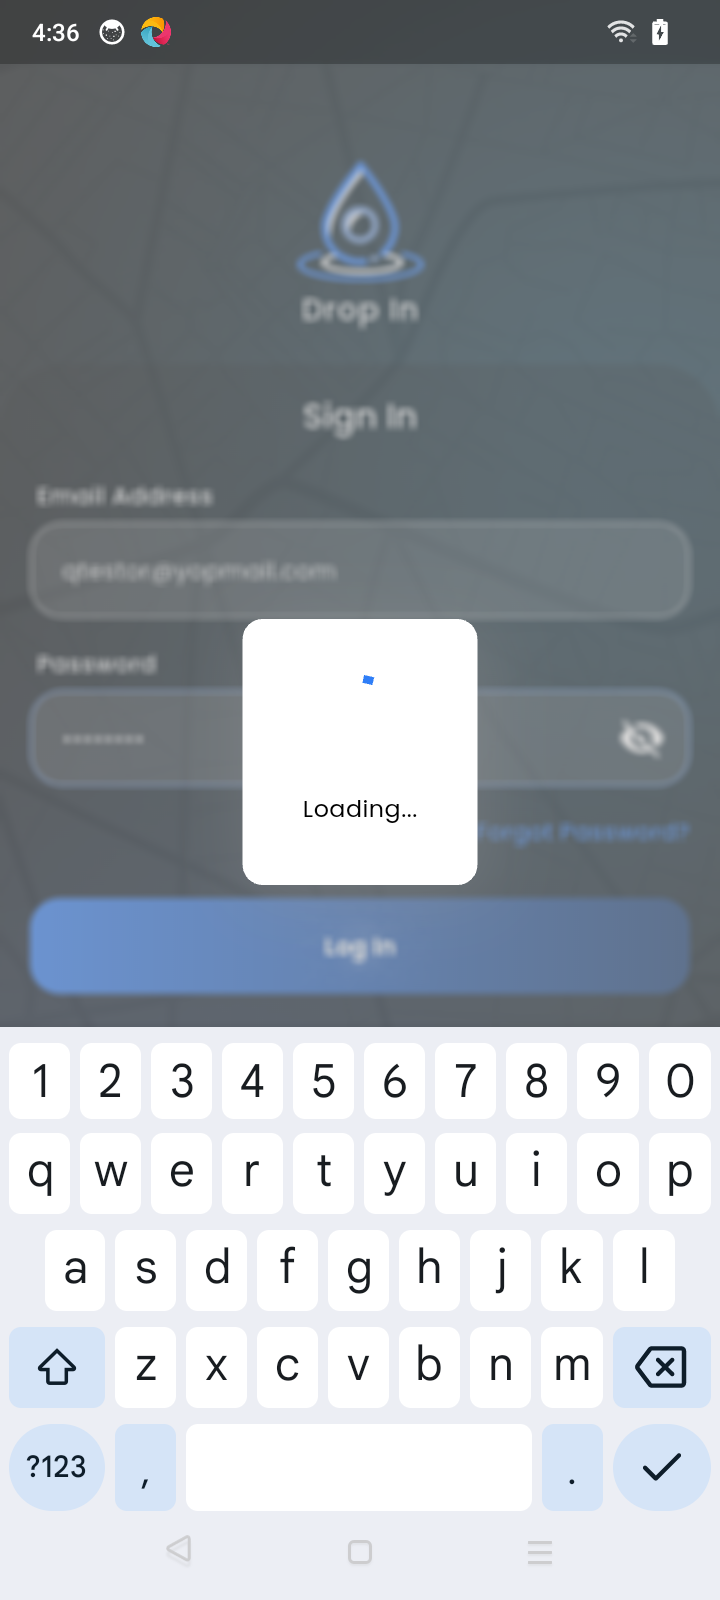 4:36
Drop In
Sign In
Email Address
qtestor@yopmail.com
Password
Loading...
Forgot Password?
Log In
1 2 3 4 5 6 7 8 9 0
q w e r t y u i o p
a s d f g h j k l
z x c v b n m
?123 , .